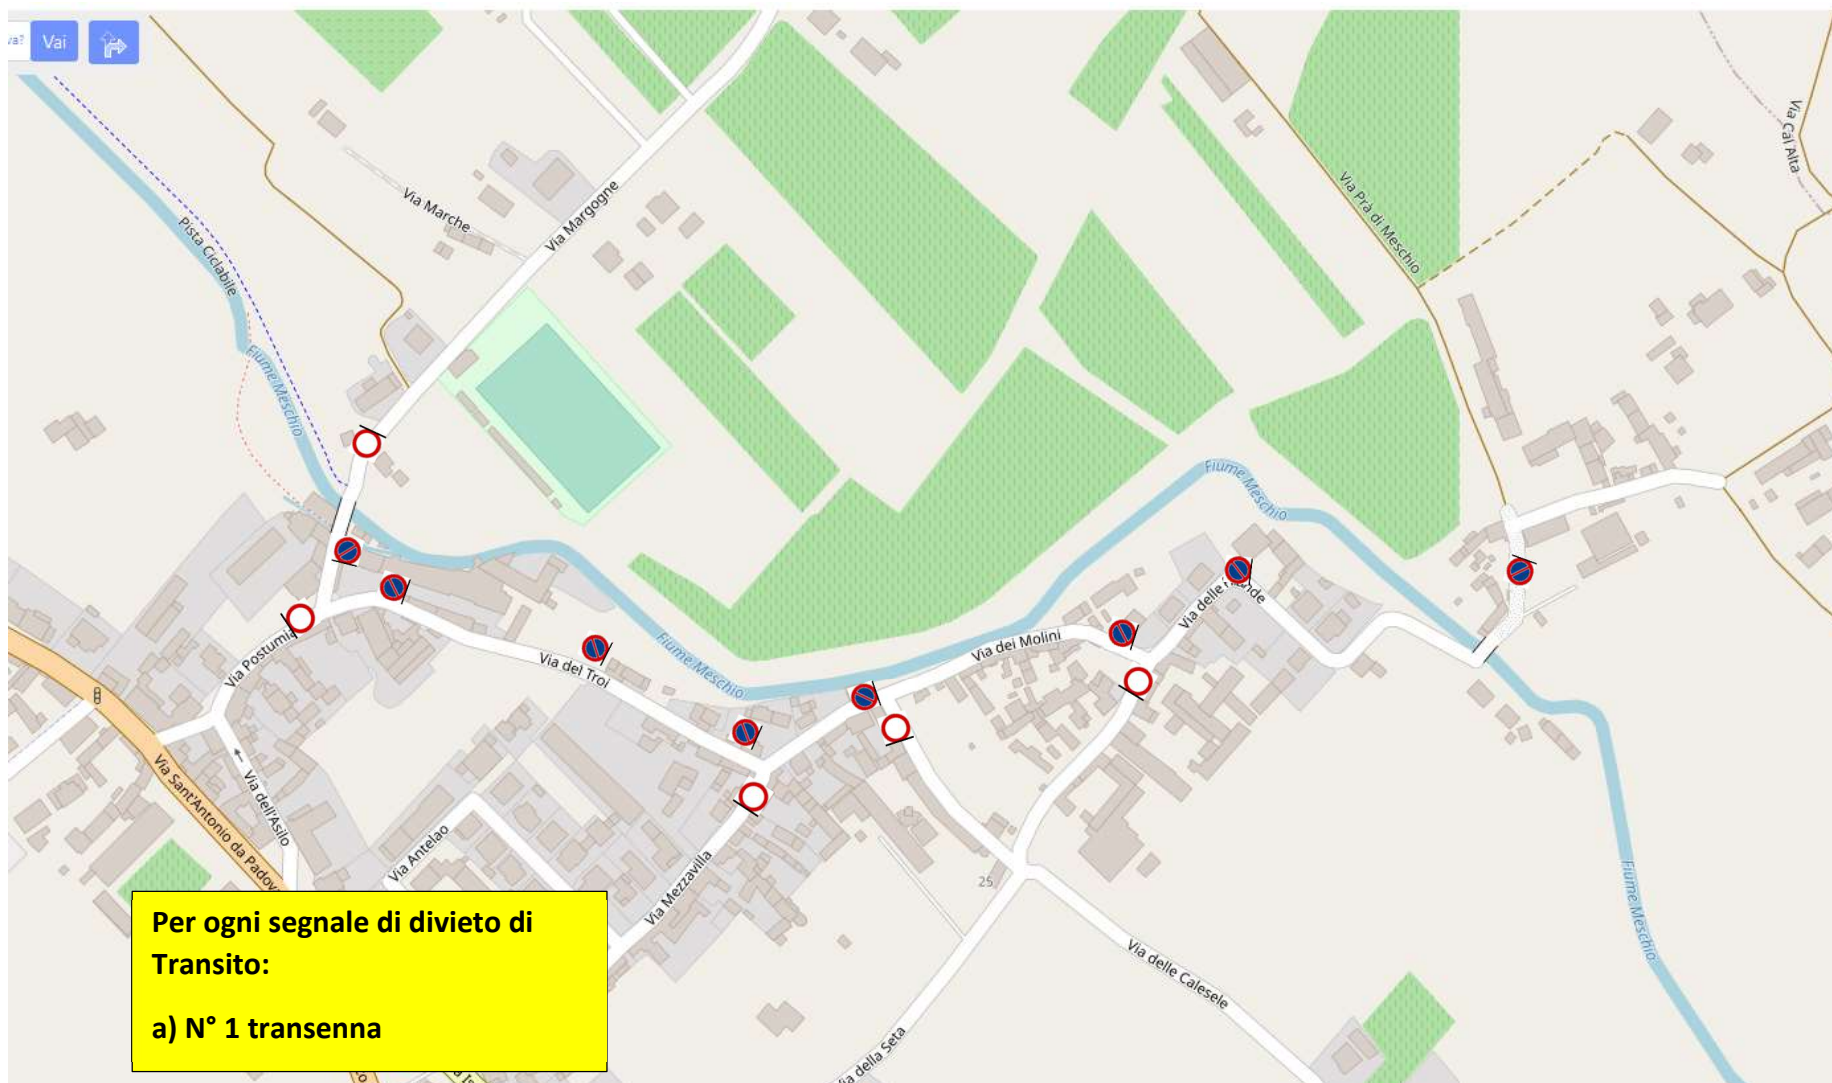 va?
Vai
Via Cal Alta
Via Prà di Meschio
Via Marche
Via Margogne
Pista Ciclabile
Fiume Meschio
Fiume Meschio
Via Postumia
Via dei Troi
Fiume Meschio
Via dei Molini
Via delle
Via Sant'Antonio da Padova
Via dell'Asilo
Via Antelao
Via Mezzavilla
25
Via delle Calesele
Via della Seta
Fiume Meschio
Per ogni segnale di divieto di
Transito:
a) N° 1 transenna